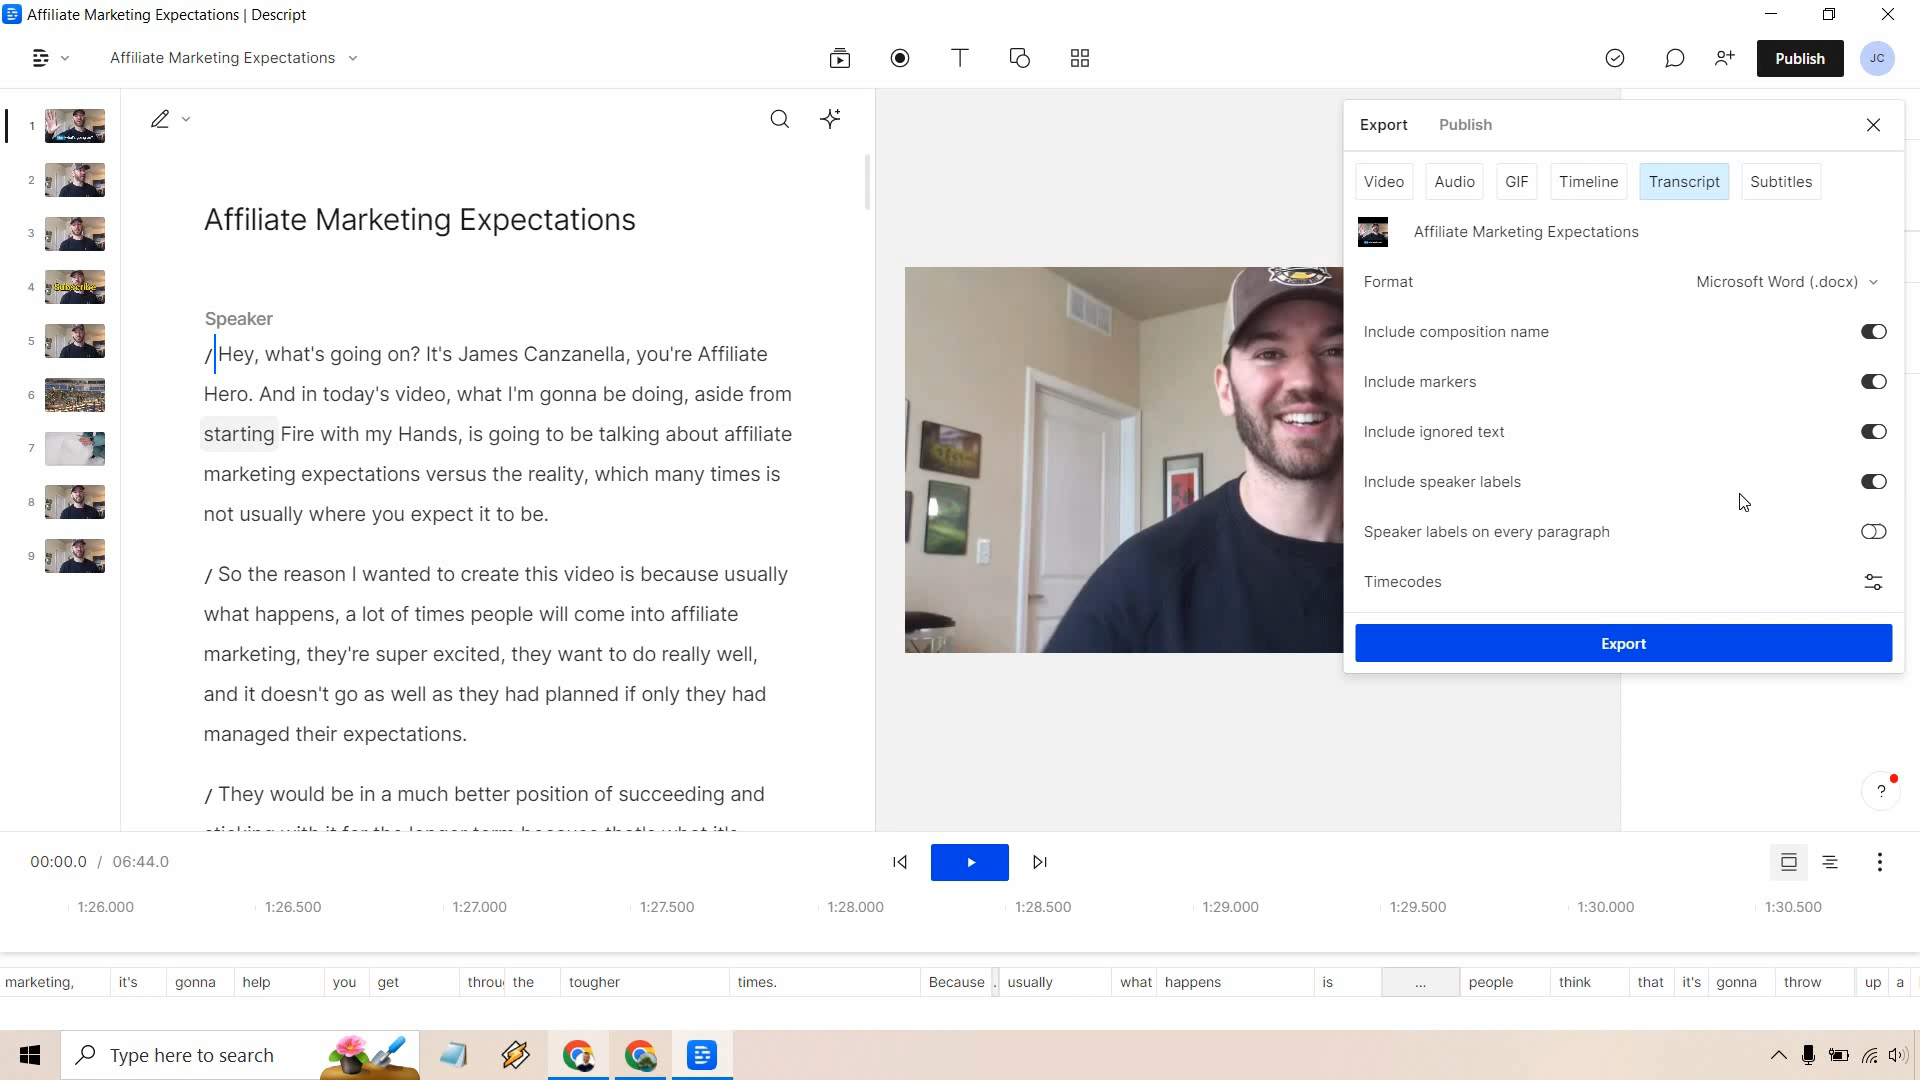 Affiliate Marketing Expectations | Descript
Affiliate Marketing Expectations
Publish
JC
1
2
3
4
Subscribe
5
6
7
8
9
Affiliate Marketing Expectations
Speaker
/ Hey, what's going on? It's James Canzanella, you're Affiliate
Hero. And in today's video, what I'm gonna be doing, aside from
starting Fire with my Hands, is going to be talking about affiliate
marketing expectations versus the reality, which many times is
not usually where you expect it to be.
/ So the reason I wanted to create this video is because usually
what happens, a lot of times people will come into affiliate
marketing, they're super excited, they want to do really well,
and it doesn't go as well as they had planned if only they had
managed their expectations.
/ They would be in a much better position of succeeding and
Export Publish
Video Audio GIF Timeline Transcript Subtitles
Affiliate Marketing Expectations
Format Microsoft Word (.docx)
Include composition name
Include markers
Include ignored text
Include speaker labels
Speaker labels on every paragraph
Timecodes
Export
?
00:00.0 / 06:44.0
1:26.000 1:26.500 1:27.000 1:27.500 1:28.000 1:28.500 1:29.000 1:29.500 1:30.000 1:30.500
marketing, it's gonna help you get throu the tougher times. Because . usually what happens is ... people think that it's gonna throw up a
Type here to search